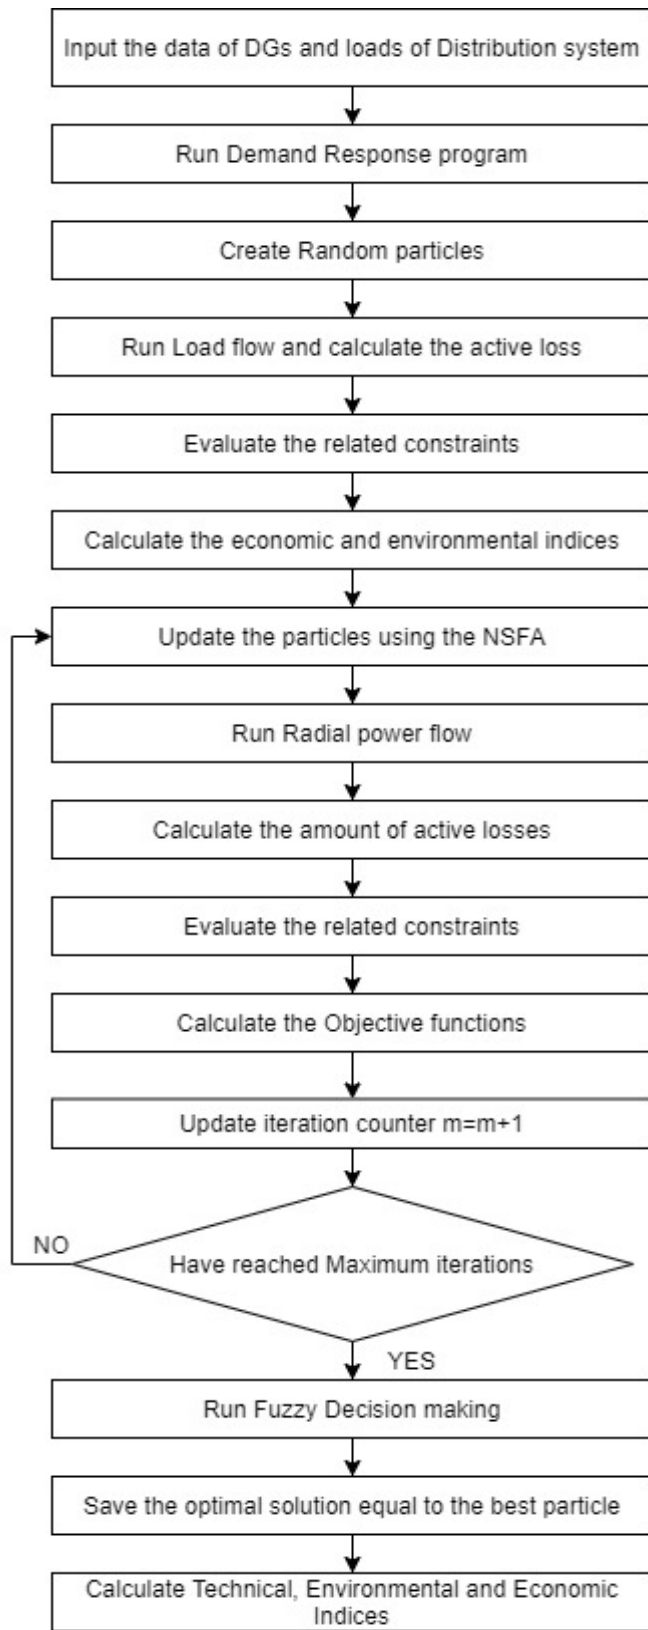 Input the data of DGs and loads of Distribution system
Run Demand Response program
Create Random particles
Run Load flow and calculate the active loss
Evaluate the related constraints
Calculate the economic and environmental indices
Update the particles using the NSFA
Run Radial power flow
Calculate the amount of active losses
Evaluate the related constraints
Calculate the Objective functions
Update iteration counter m=m+1
NO
Have reached Maximum iterations
YES
Run Fuzzy Decision making
Save the optimal solution equal to the best particle
Calculate Technical, Environmental and Economic
Indices